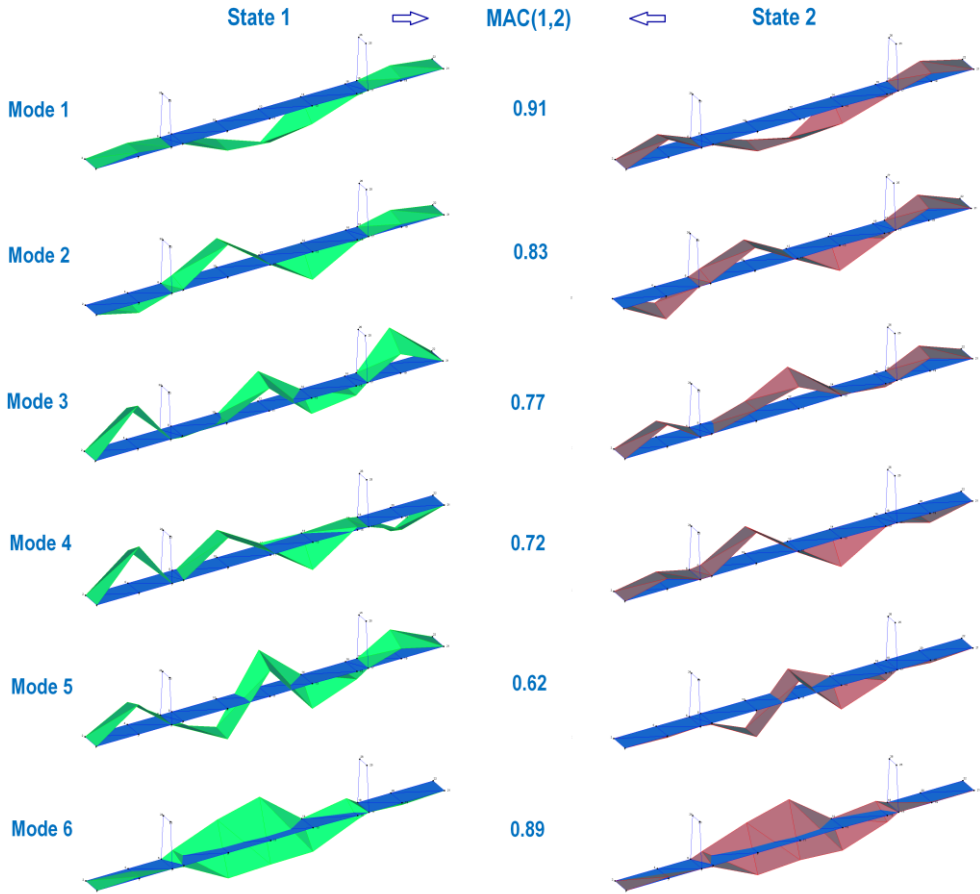 State 1 MAC(1,2) State 2
Mode 1 0.91
Mode 2 0.83
Mode 3 0.77
Mode 4 0.72
Mode 5 0.62
Mode 6 0.89